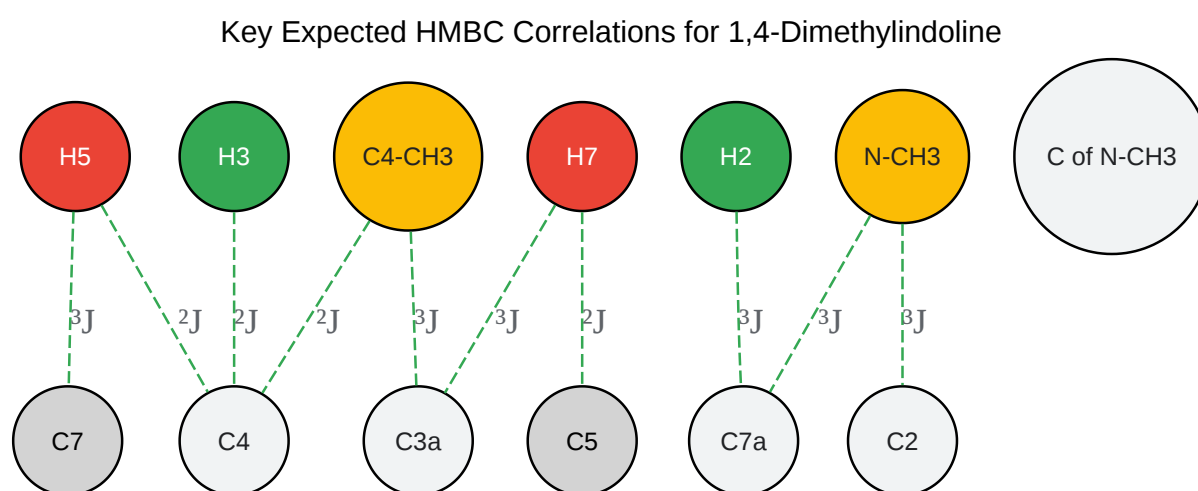 Key Expected HMBC Correlations for 1,4-Dimethylindoline
H5
H3
C4-CH3
H7
H2
N-CH3
C of N-CH3
³J
²J
²J
²J
³J
³J
²J
³J
³J
³J
C7
C4
C3a
C5
C7a
C2